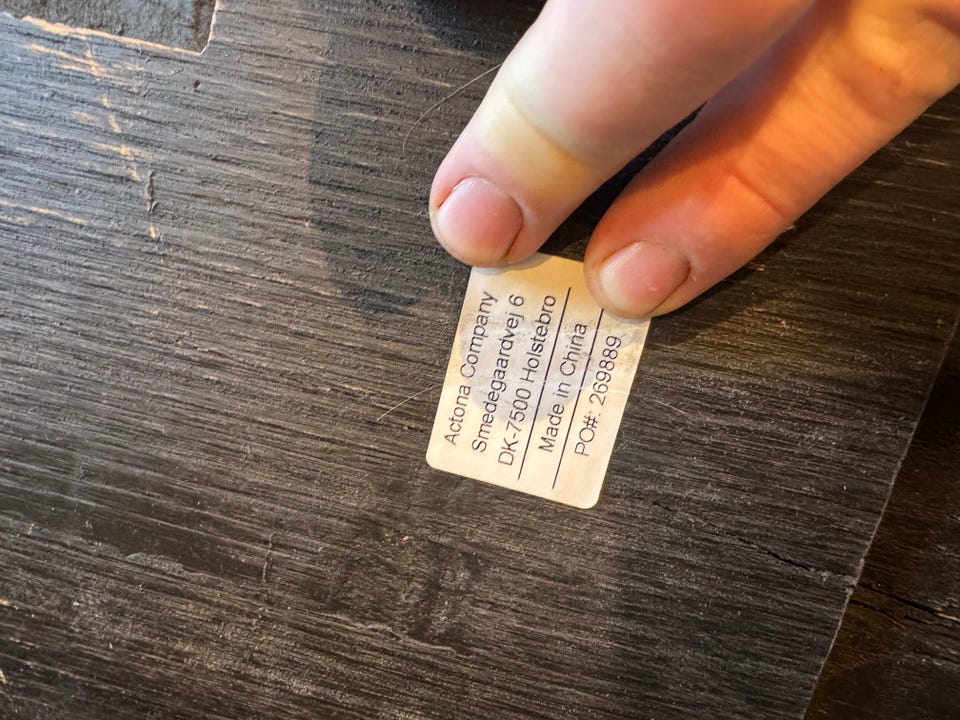 Actona Company
Smedegaardvej 6
DK-7500 Holstebro
Made in China
PO#: 269889